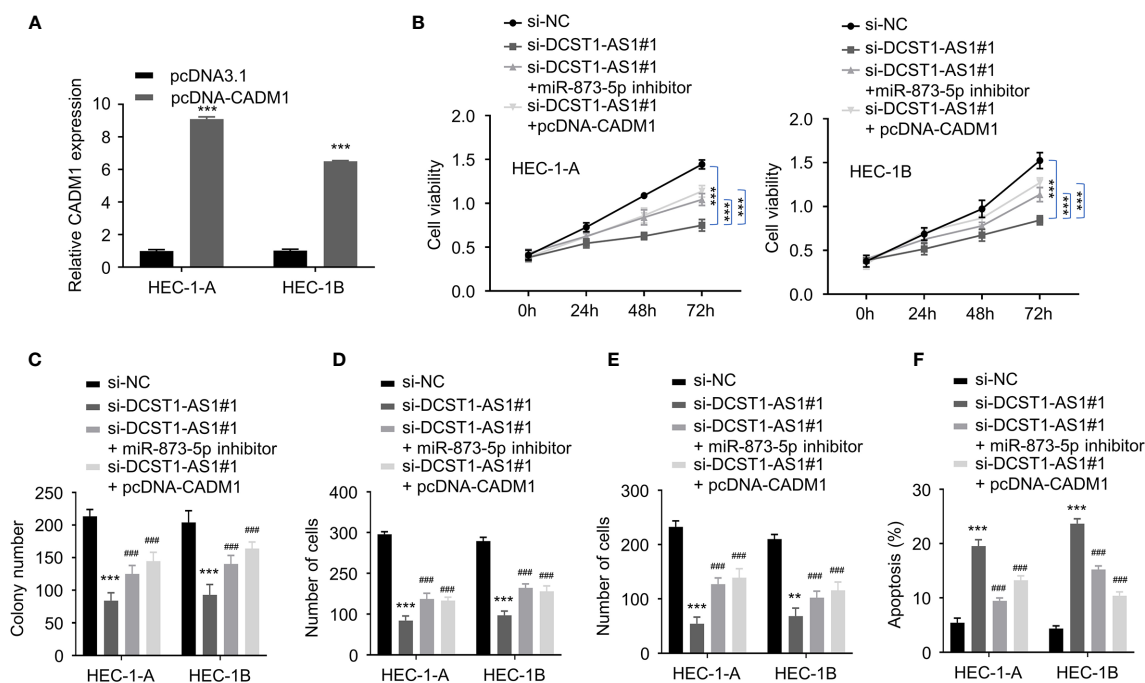 A
pcDNA3.1
pcDNA-CADM1
Relative CADM1 expression
10
8
6
4
2
0
***
***
HEC-1-A
HEC-1B
B
si-NC
si-DCST1-AS1#1
si-DCST1-AS1#1
+miR-873-5p inhibitor
si-DCST1-AS1#1
+pcDNA-CADM1
HEC-1-A
Cell viability
2.0
1.5
1.0
0.5
0.0
0h
24h
48h
72h
***
***
***
si-NC
si-DCST1-AS1#1
si-DCST1-AS1#1
+miR-873-5p inhibitor
si-DCST1-AS1#1
+ pcDNA-CADM1
HEC-1B
Cell viability
2.0
1.5
1.0
0.5
0.0
0h
24h
48h
72h
***
***
***
C
si-NC
si-DCST1-AS1#1
si-DCST1-AS1#1
+ miR-873-5p inhibitor
si-DCST1-AS1#1
+ pcDNA-CADM1
Colony number
250
200
150
100
50
0
***
###
###
***
###
###
HEC-1-A
HEC-1B
D
si-NC
si-DCST1-AS1#1
si-DCST1-AS1#1
+ miR-873-5p inhibitor
si-DCST1-AS1#1
+ pcDNA-CADM1
Number of cells
400
300
250
100
0
***
###
###
***
###
###
HEC-1-A
HEC-1B
E
si-NC
si-DCST1-AS1#1
si-DCST1-AS1#1
+ miR-873-5p inhibitor
si-DCST1-AS1#1
+ pcDNA-CADM1
Number of cells
300
200
100
0
***
###
###
**
###
###
HEC-1-A
HEC-1B
F
si-NC
si-DCST1-AS1#1
si-DCST1-AS1#1
+ miR-873-5p inhibitor
si-DCST1-AS1#1
+ pcDNA-CADM1
Apoptosis (%)
30
20
10
0
***
###
###
***
###
###
HEC-1-A
HEC-1B